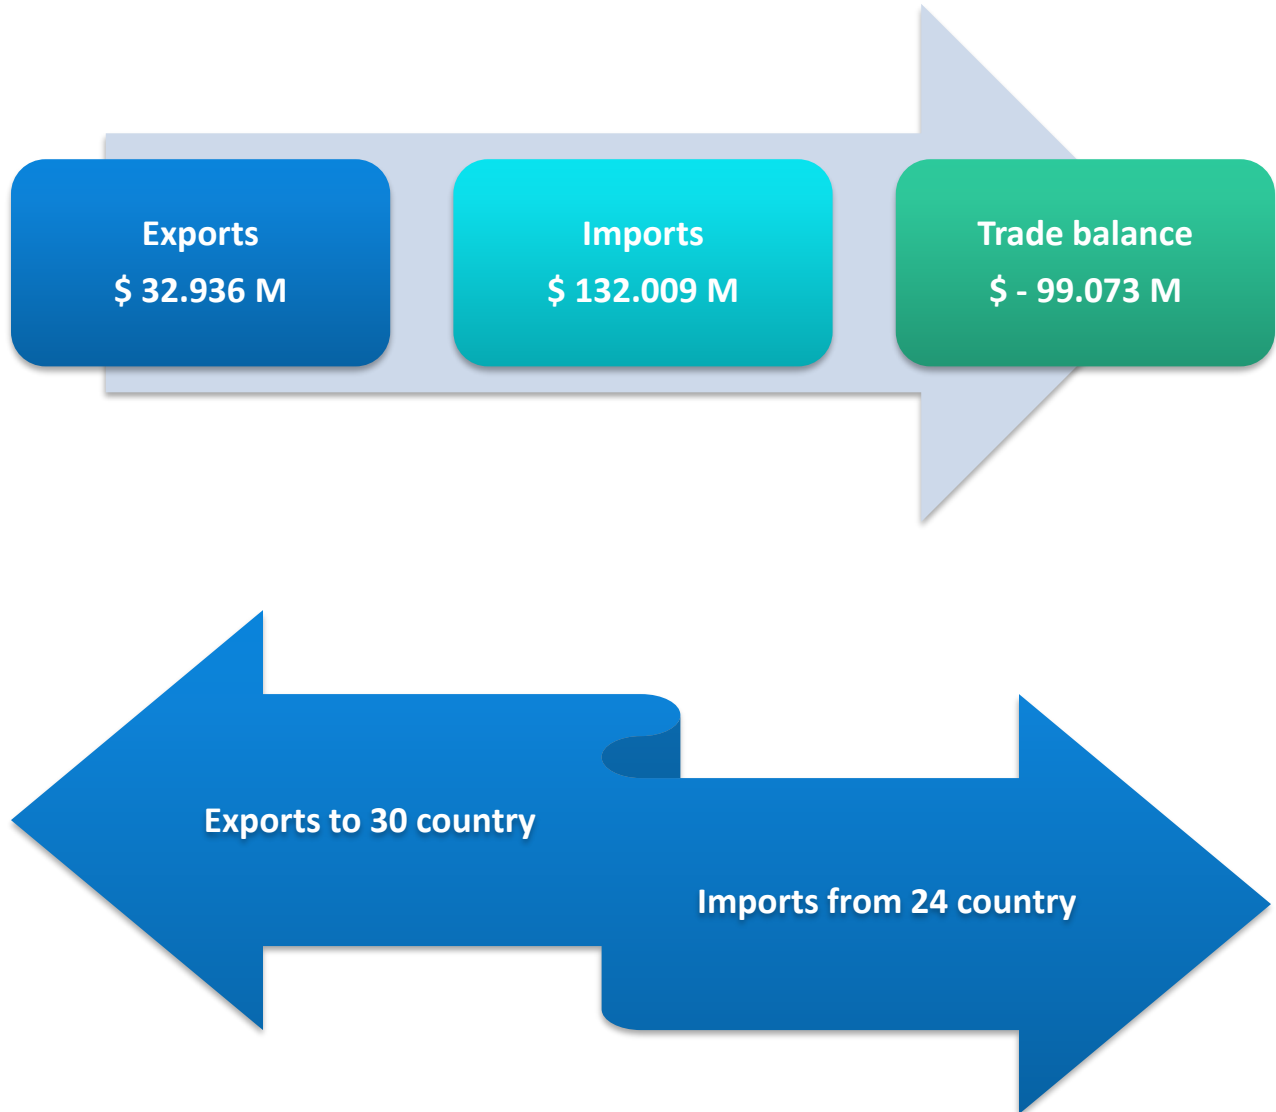 Exports
$ 32.936 M
Imports
$ 132.009 M
Trade balance
$ - 99.073 M
Exports to 30 country
Imports from 24 country